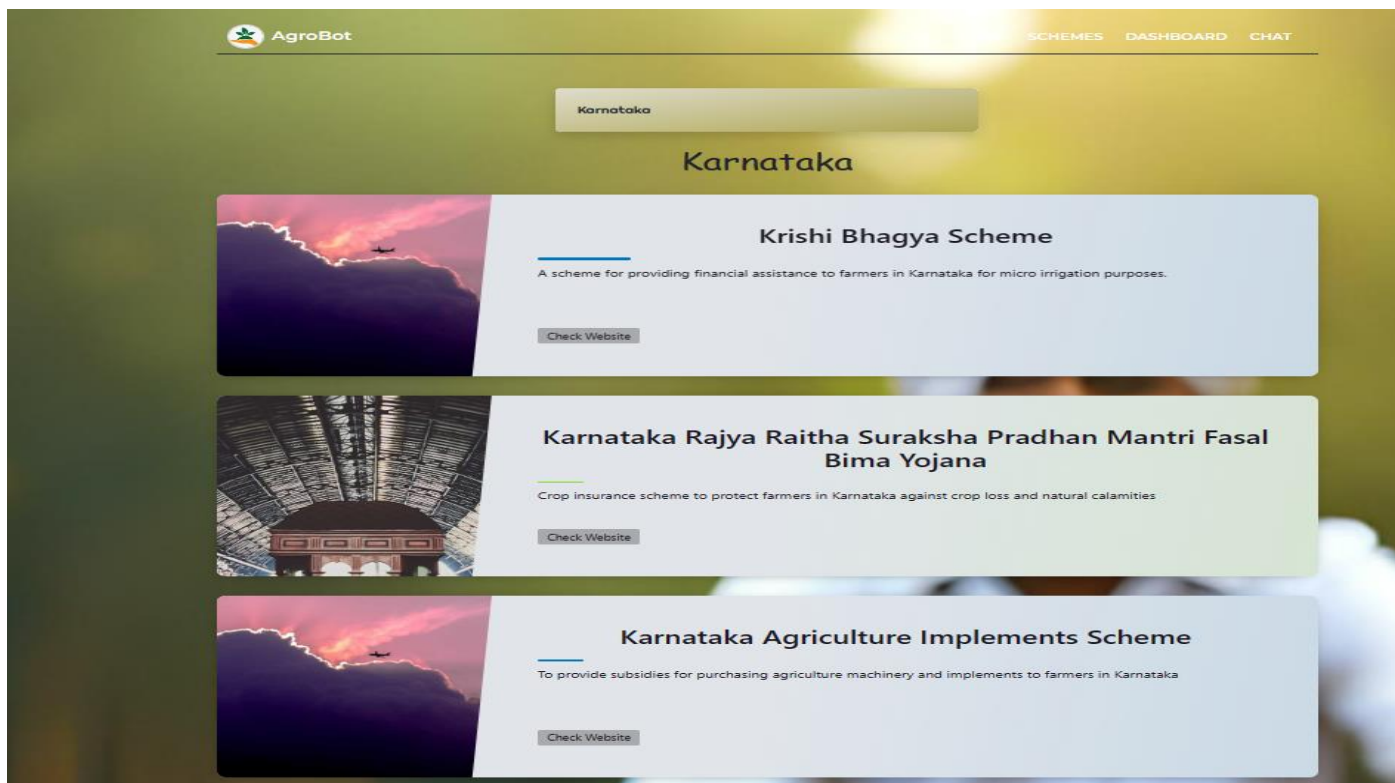 AgroBot
SCHEMES DASHBOARD CHAT
Karnataka
Karnataka
Krishi Bhagya Scheme
A scheme for providing financial assistance to farmers in Karnataka for micro irrigation purposes.
Check Website
Karnataka Rajya Raitha Suraksha Pradhan Mantri Fasal
Bima Yojana
Crop insurance scheme to protect farmers in Karnataka against crop loss and natural calamities
Check Website
Karnataka Agriculture Implements Scheme
To provide subsidies for purchasing agriculture machinery and implements to farmers in Karnataka
Check Website